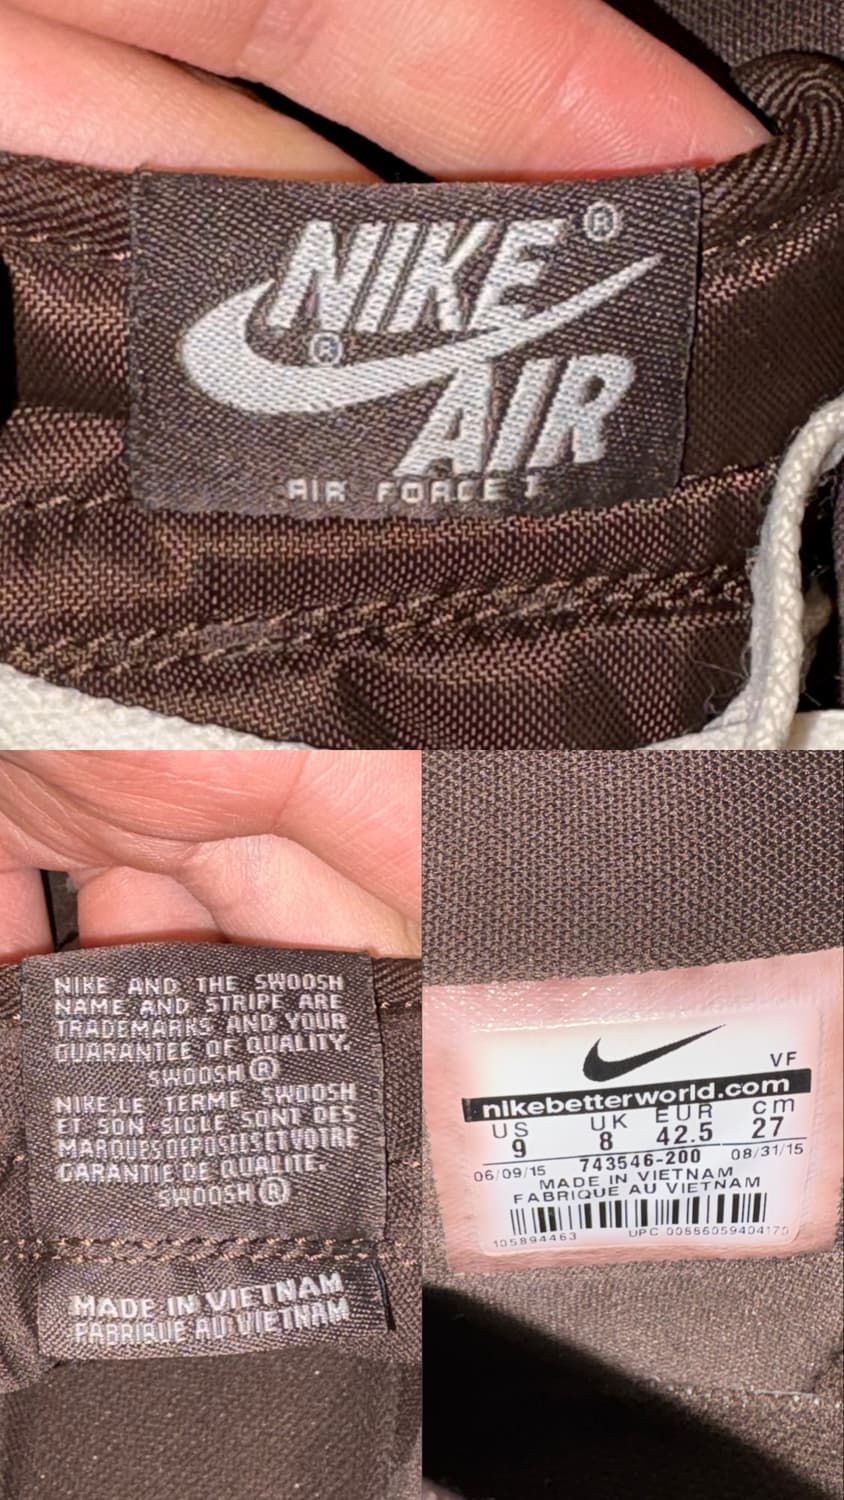 NIKE ®
®
AIR
AIR FORCE 1
NIKE AND THE SWOOSH
NAME AND STRIPE ARE
TRADEMARKS AND YOUR
GUARANTEE OF QUALITY.
SWOOSH ®
NIKE,LE TERME SWOOSH
ET SON SIGLE SONT DES
MARQUES DEPOSEES ET VOTRE
GARANTIE DE QUALITE.
SWOOSH ®
MADE IN VIETNAM
FABRIQUE AU VIETNAM
VF
nikebetterworld.com
US UK EUR cm
9 8 42.5 27
06/09/15 743546-200 08/31/15
MADE IN VIETNAM
FABRIQUE AU VIETNAM
105894463 UPC 00886059404175